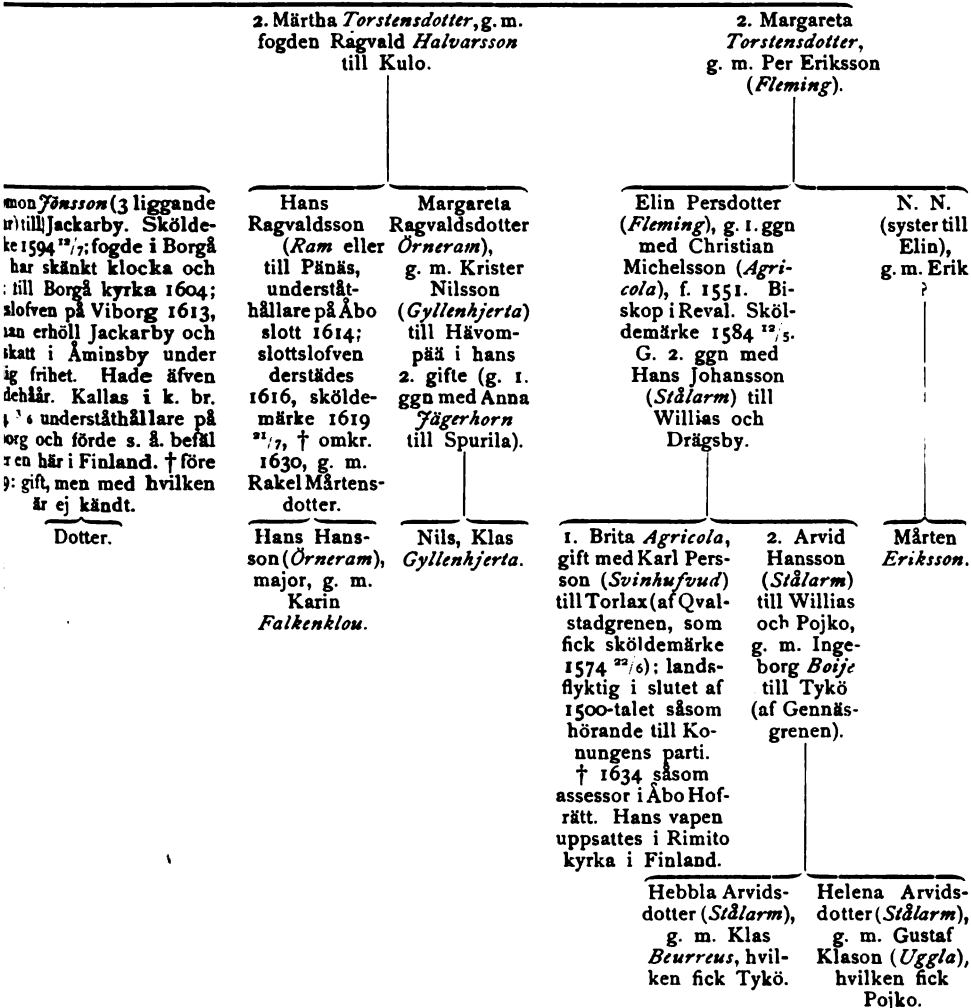 2. Märtha Torstensdotter, g. m.
fogden Ragvald Halvarsson
till Kulo.
2. Margareta
Torstensdotter,
g. m. Per Eriksson
(Fleming).
Jönsson (3 liggande
till) Jackarby. Skölde-
1594 12/7; fogde i Borgå
har skänkt klocka och
: till Borgå kyrka 1604;
slofven på Viborg 1613,
erhöll Jackarby och
skatt i Åminsby under
frihet. Hade äfven
Kallas i k. br.
underståthållare på
och förde s. å. befäl
här i Finland. † före
9: gift, men med hvilken
är ej kändt.
Dotter.
Hans
Ragvaldsson
(Ram eller
till Pänäs,
understått-
hållare på Åbo
slott 1614;
slottslofven
derstädes
1616, skölde-
märke 1619
21/7, † omkr.
1630, g. m.
Rakel Mårtens-
dotter.
Hans Hans-
son (Örneram),
major, g. m.
Karin
Falkenklou.
Margareta
Ragvaldsdotter
Örneram),
g. m. Krister
Nilsson
(Gyllenhjerta)
till Hävom-
pää i hans
2. gifte (g. 1.
ggn med Anna
Jägerhorn
till Spurila).
Nils, Klas
Gyllenhjerta.
Elin Persdotter
(Fleming), g. 1. ggn
med Christian
Michelsson (Agri-
cola), f. 1551. Bi-
skop i Reval. Sköl-
demärke 1584 12/5.
G. 2. ggn med
Hans Johansson
(Stålarm) till
Willias och
Drägsby.
N. N.
(syster till
Elin),
g. m. Erik
?
1. Brita Agricola,
gift med Karl Pers-
son (Svinhufvud)
till Torlax (af Qval-
stadgrenen, som
fick sköldemärke
1574 22/6); lands-
flyktig i slutet af
1500-talet såsom
hörande till Ko-
nungens parti.
† 1634 såsom
assessor i Åbo Hof-
rätt. Hans vapen
uppsattes i Rimito
kyrka i Finland.
2. Arvid
Hansson
(Stålarm)
till Willias
och Pojko,
g. m. Inge-
borg Boije
till Tykö
(af Gennäs-
grenen).
Mårten
Eriksson.
Hebbla Arvids-
dotter (Stålarm),
g. m. Klas
Beurreus, hvil-
ken fick Tykö.
Helena Arvids-
dotter (Stålarm),
g. m. Gustaf
Klason (Uggla),
hvilken fick
Pojko.